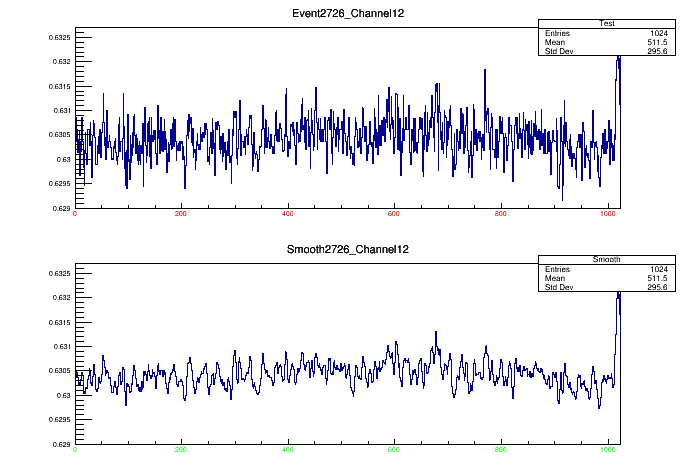 Event2726_Channel12
Test
Entries 1024
Mean 511.5
Std Dev 295.6
0.6325
0.632
0.6315
0.631
0.6305
0.63
0.6295
0.629
0 200 400 600 800 1000
Smooth2726_Channel12
Smooth
Entries 1024
Mean 511.5
Std Dev 295.6
0.6325
0.632
0.6315
0.631
0.6305
0.63
0.6295
0.629
0 200 400 600 800 1000